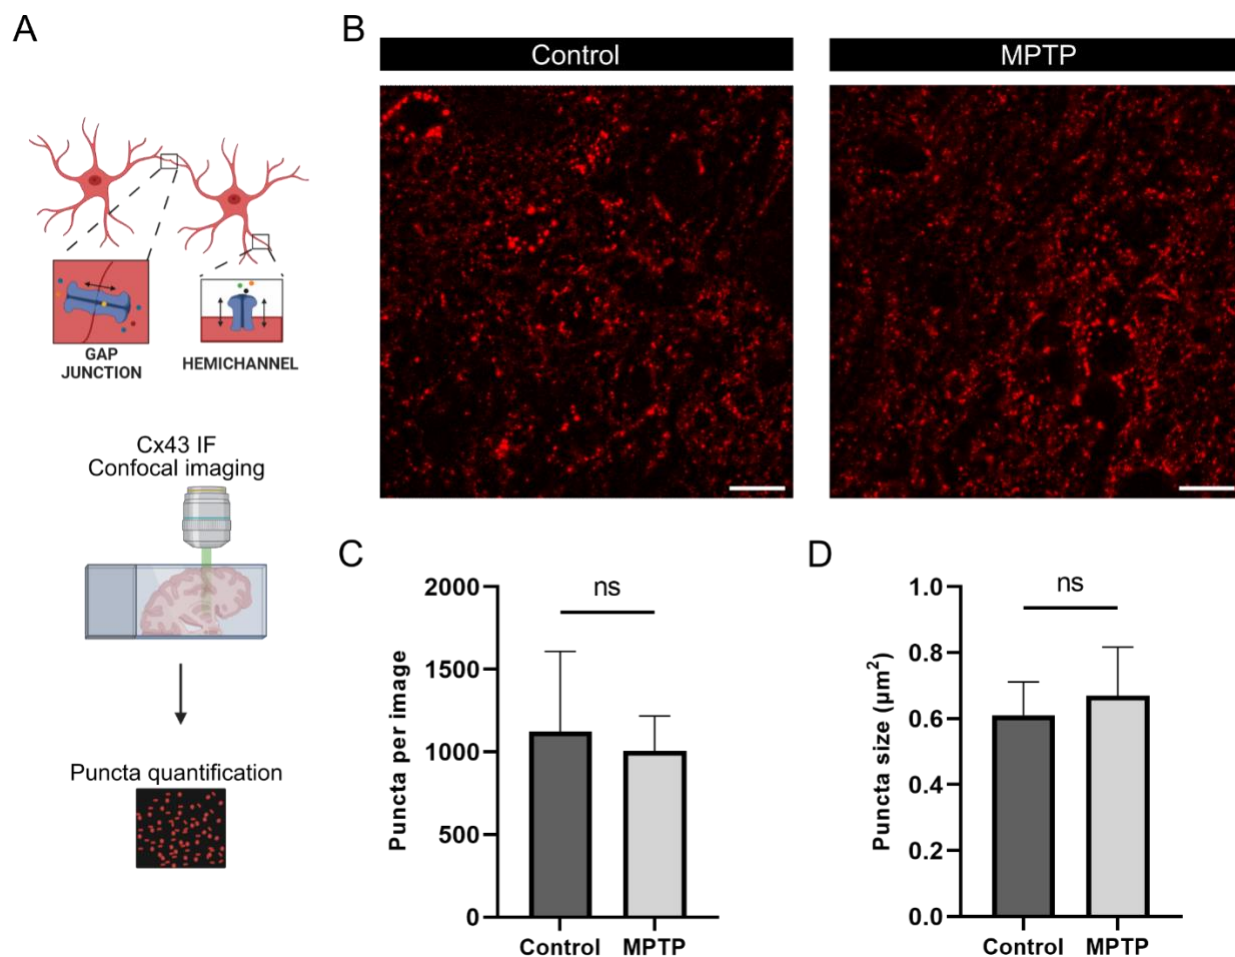 A
GAP
JUNCTION
HEMICHANNEL
Cx43 IF
Confocal imaging
Puncta quantification
B
Control
MPTP
C
Puncta per image
2000
1500
1000
500
0
ns
Control
MPTP
D
Puncta size (µm²)
1.0
0.8
0.6
0.4
0.2
0.0
ns
Control
MPTP